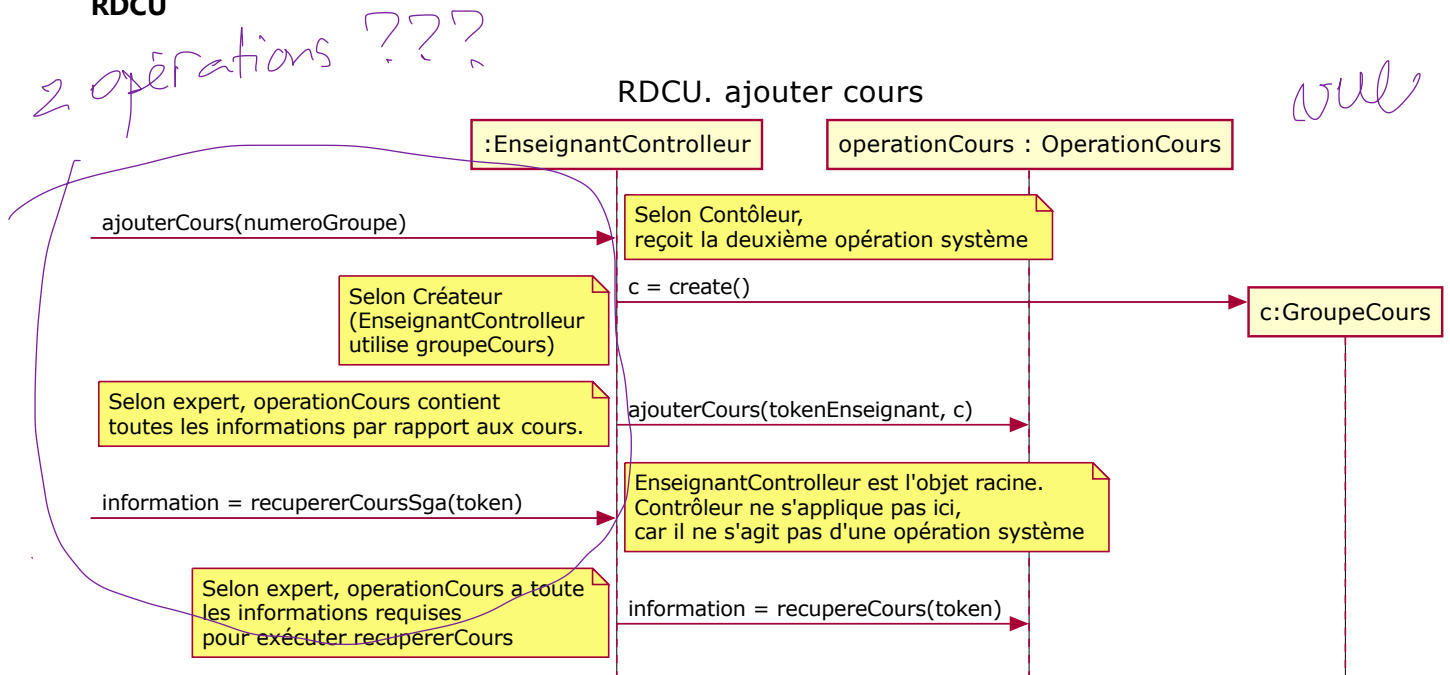 RDCU
2 opérations ???
vue
RDCU. ajouter cours
:EnseignantControlleur
operationCours : OperationCours
ajouterCours(numeroGroupe)
Selon Contôleur,
reçoit la deuxième opération système
Selon Créateur
(EnseignantControlleur
utilise groupeCours)
c = create()
c:GroupeCours
Selon expert, operationCours contient
toutes les informations par rapport aux cours.
ajouterCours(tokenEnseignant, c)
information = recupererCoursSga(token)
EnseignantControlleur est l'objet racine.
Contrôleur ne s'applique pas ici,
car il ne s'agit pas d'une opération système
Selon expert, operationCours a toute
les informations requises
pour exécuter recupererCours
information = recupereCours(token)